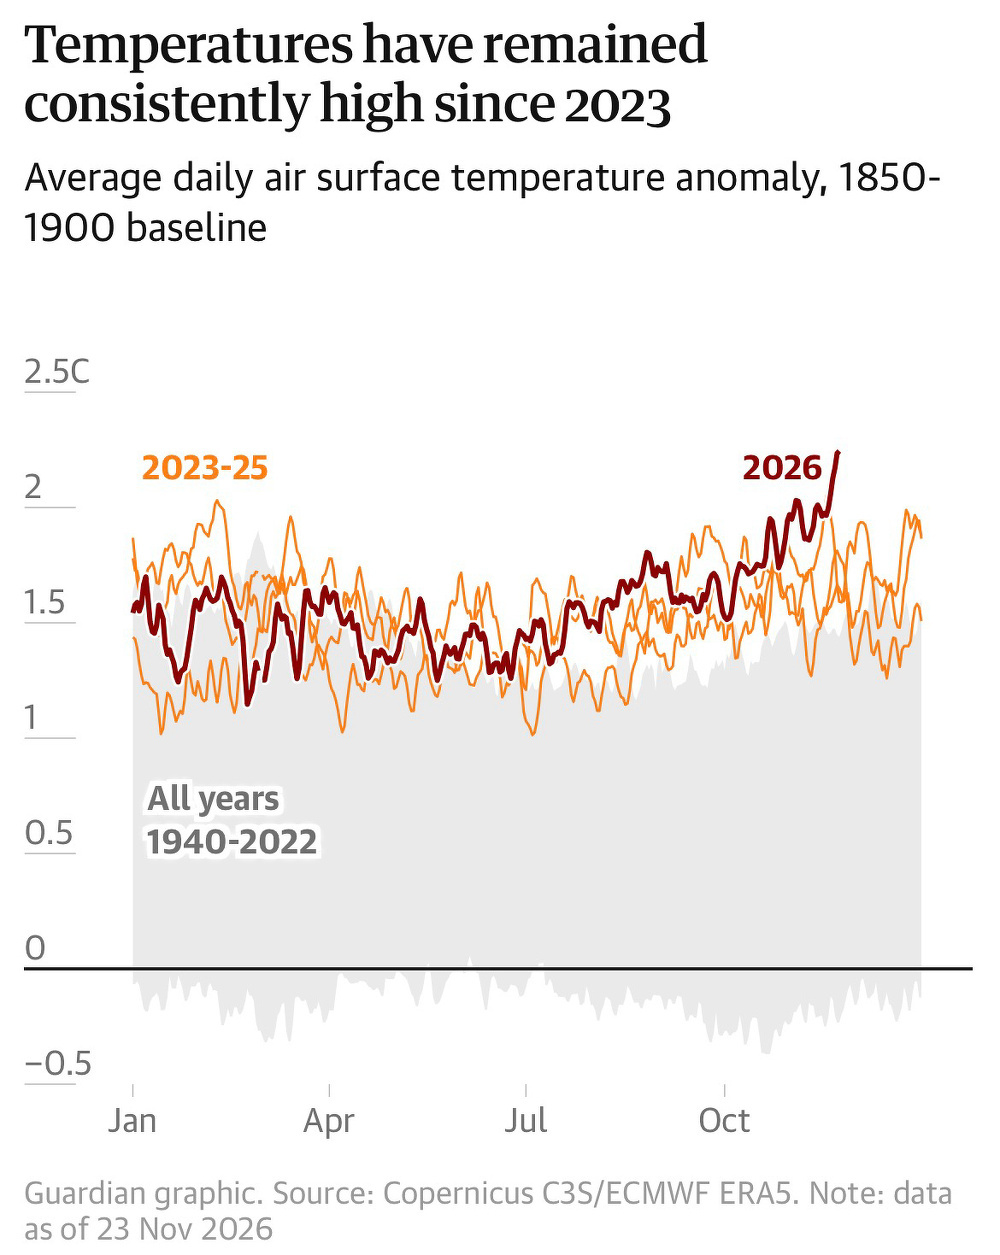 Temperatures have remained
consistently high since 2023
Average daily air surface temperature anomaly, 1850-
1900 baseline
2.5C
2023-25
2026
2
1.5
1
All years
1940-2022
0.5
0
−0.5
Jan
Apr
Jul
Oct
Guardian graphic. Source: Copernicus C3S/ECMWF ERA5. Note: data
as of 23 Nov 2026